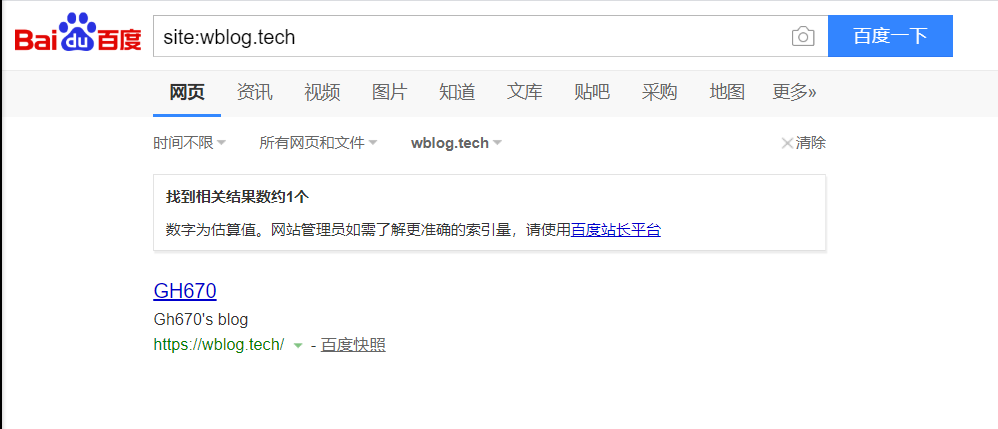 Bai du 百度 site:wblog.tech 百度一下
网页 资讯 视频 图片 知道 文库 贴吧 采购 地图 更多»
时间不限 所有网页和文件 wblog.tech 清除
找到相关结果数约1个
数字为估算值。网站管理员如需了解更准确的索引量，请使用百度站长平台
GH670
Gh670's blog
https://wblog.tech/ - 百度快照